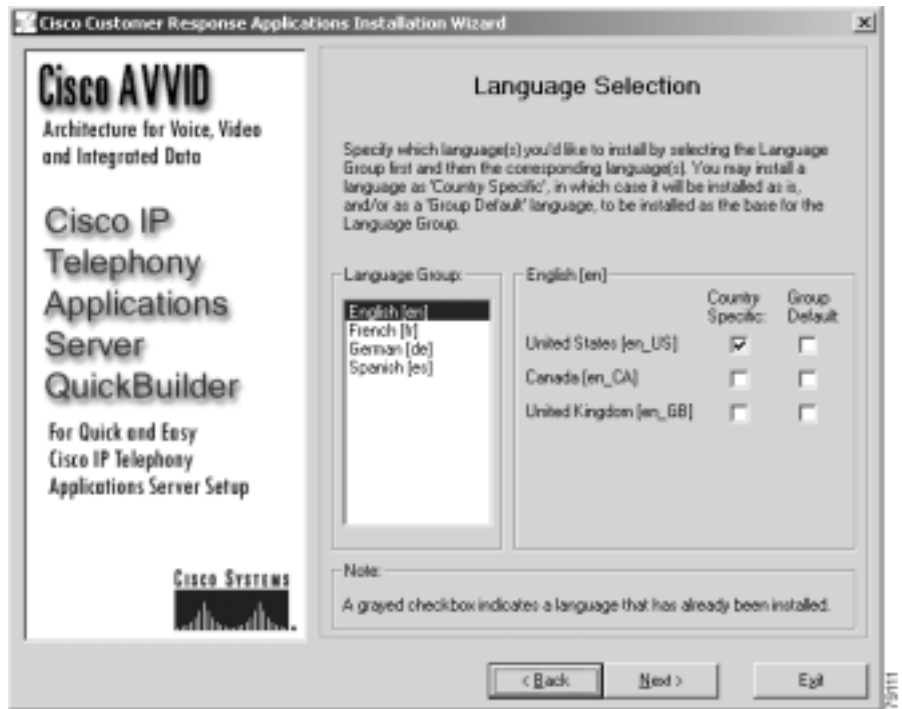 Cisco Customer Response Applications Installation Wizard
Cisco AVVID
Architecture for Voice, Video
and Integrated Data
Cisco IP
Telephony
Applications
Server
QuickBuilder
For Quick and Easy
Cisco IP Telephony
Applications Server Setup
CISCO SYSTEMS
Language Selection
Specify which language(s) you'd like to install by selecting the Language
Group first and then the corresponding language(s). You may install a
language as 'Country Specific', in which case it will be installed as is,
and/or as a 'Group Default' language, to be installed as the base for the
Language Group.
Language Group:
English [en]
French [fr]
German [de]
Spanish [es]
English [en]
Country Group
Specific: Default:
United States [en_US]
Canada [en_CA]
United Kingdom [en_GB]
Note:
A grayed checkbox indicates a language that has already been installed.
< Back
Next >
Exit
79111